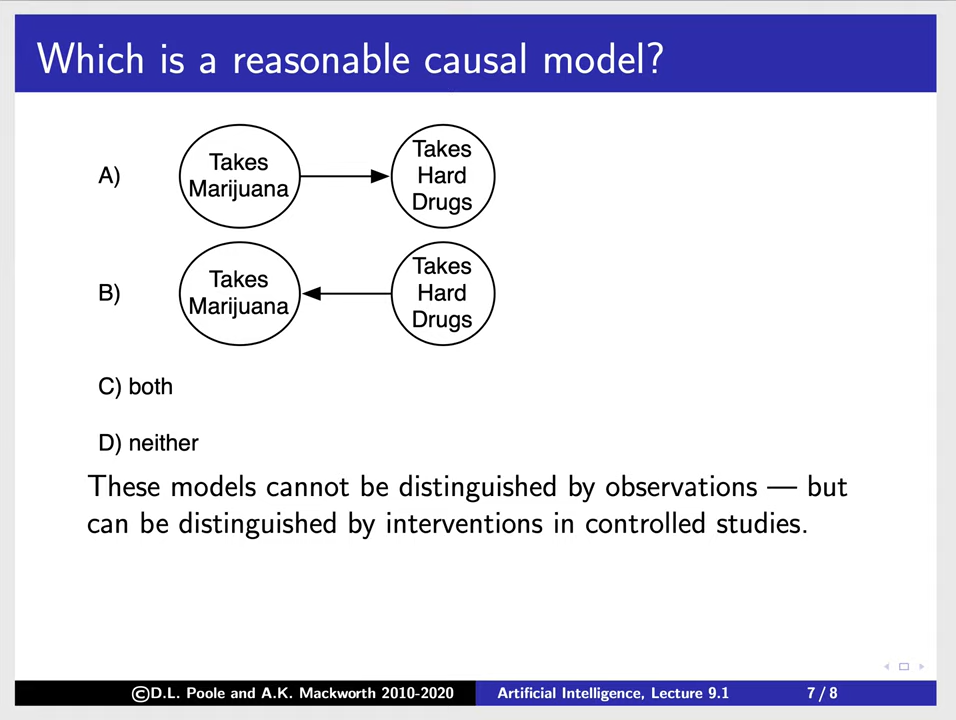 Which is a reasonable causal model?
A)
Takes
Marijuana
Takes
Hard
Drugs
B)
Takes
Marijuana
Takes
Hard
Drugs
C) both
D) neither
These models cannot be distinguished by observations — but
can be distinguished by interventions in controlled studies.
©D.L. Poole and A.K. Mackworth 2010-2020 Artificial Intelligence, Lecture 9.1 7 / 8